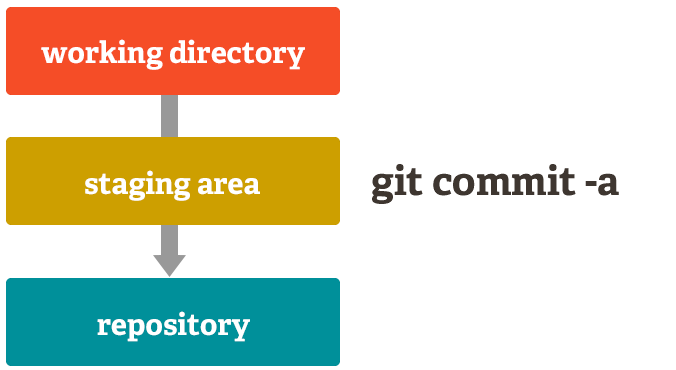 working directory
staging area
git commit -a
repository